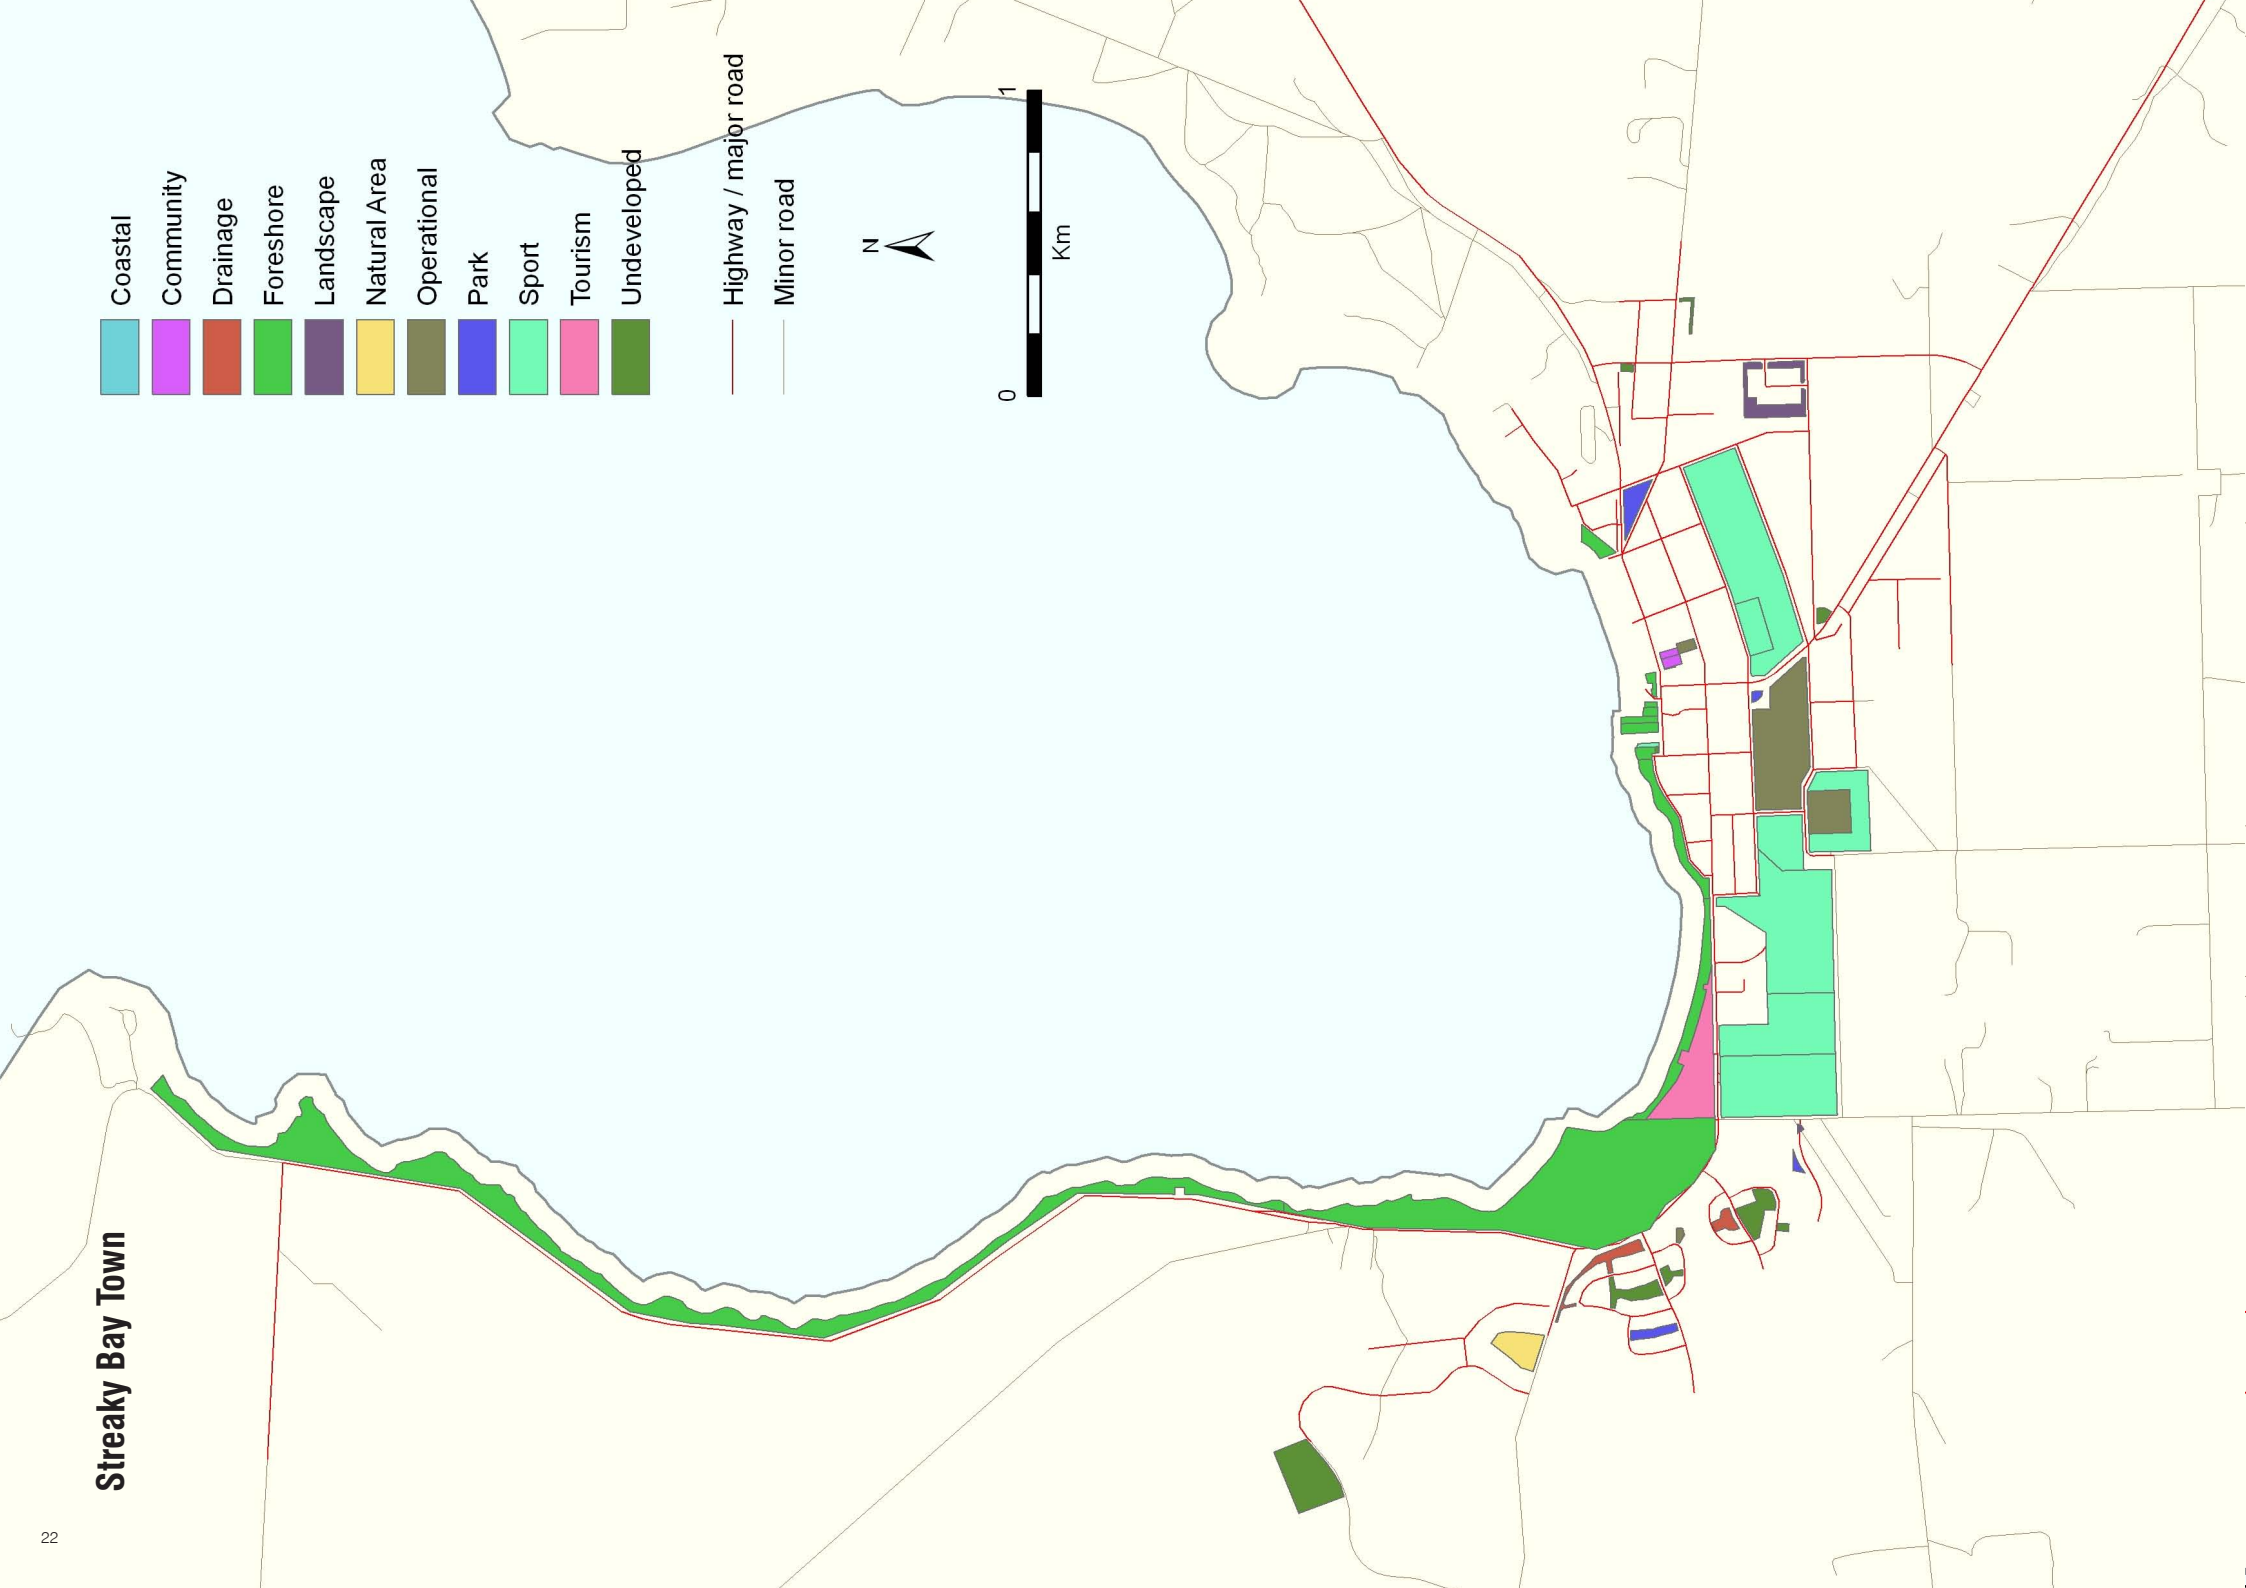 Streaky Bay Town
Coastal
Community
Drainage
Foreshore
Landscape
Natural Area
Operational
Park
Sport
Tourism
Undeveloped
Highway / major road
Minor road
N
0 1
Km
22